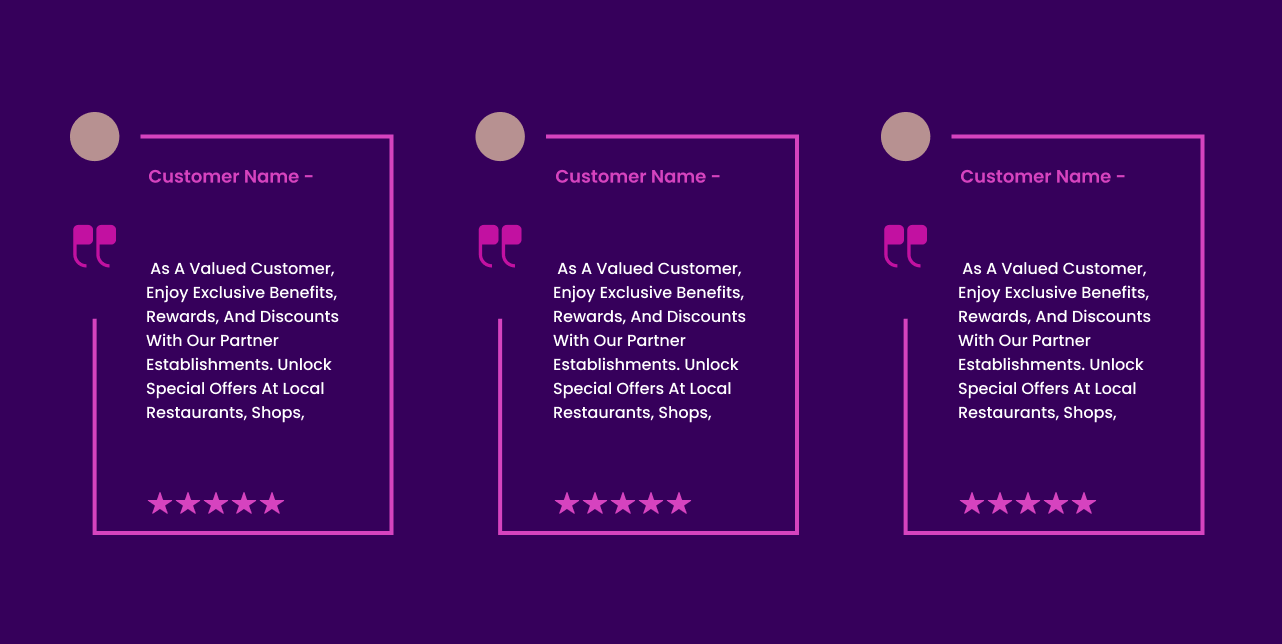 Customer Name -
As A Valued Customer,
Enjoy Exclusive Benefits,
Rewards, And Discounts
With Our Partner
Establishments. Unlock
Special Offers At Local
Restaurants, Shops,
Customer Name -
As A Valued Customer,
Enjoy Exclusive Benefits,
Rewards, And Discounts
With Our Partner
Establishments. Unlock
Special Offers At Local
Restaurants, Shops,
Customer Name -
As A Valued Customer,
Enjoy Exclusive Benefits,
Rewards, And Discounts
With Our Partner
Establishments. Unlock
Special Offers At Local
Restaurants, Shops,